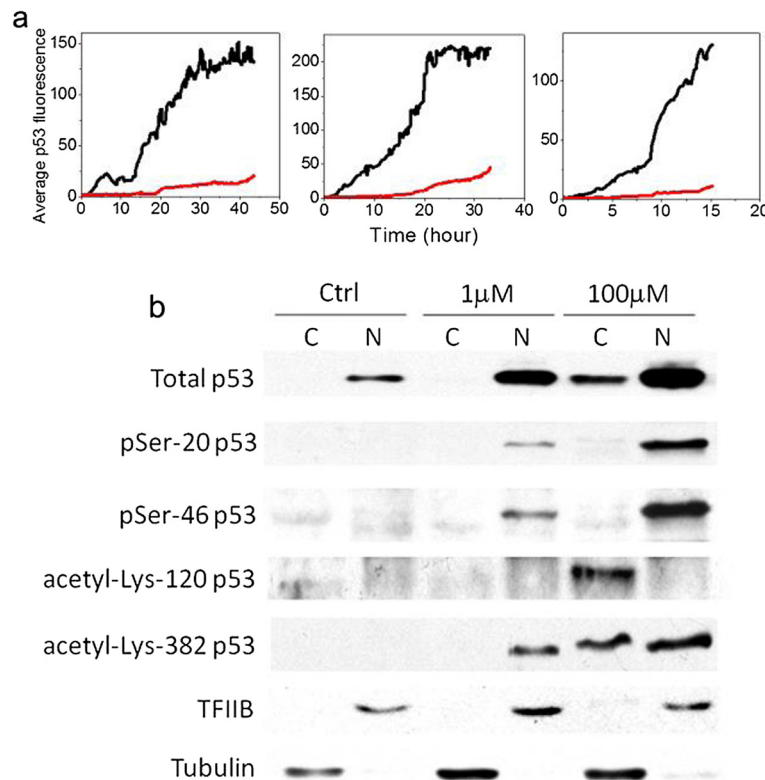 a
Average p53 fluorescence
150
100
50
0
0 10 20 30 40 50
200
150
100
50
0
0 10 20 30 40
100
50
0
0 5 10 15 20
Time (hour)
b
Ctrl 1μM 100μM
C N C N C N
Total p53
pSer-20 p53
pSer-46 p53
acetyl-Lys-120 p53
acetyl-Lys-382 p53
TFIIB
Tubulin